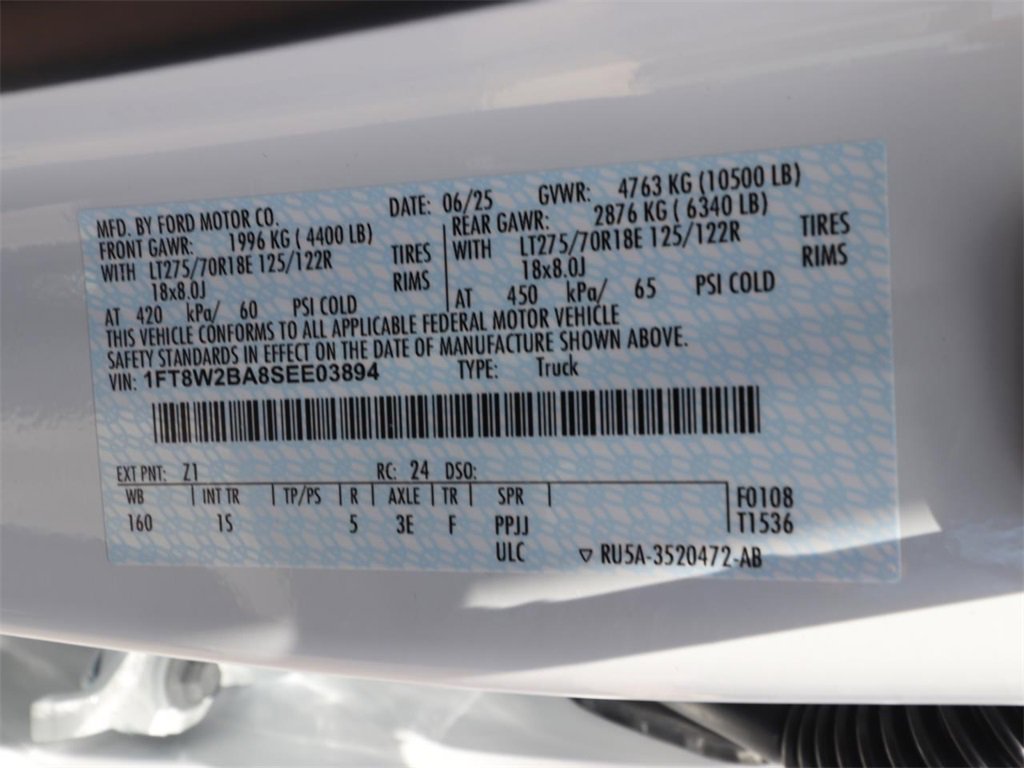 MFD. BY FORD MOTOR CO. DATE: 06/25 GVWR: 4763 KG (10500 LB)
FRONT GAWR: 1996 KG ( 4400 LB) REAR GAWR: 2876 KG ( 6340 LB)
WITH LT275/70R18E 125/122R TIRES WITH LT275/70R18E 125/122R TIRES
18x8.0J RIMS 18x8.0J RIMS
AT 420 kPa/ 60 PSI COLD AT 450 kPa/ 65 PSI COLD
THIS VEHICLE CONFORMS TO ALL APPLICABLE FEDERAL MOTOR VEHICLE
SAFETY STANDARDS IN EFFECT ON THE DATE OF MANUFACTURE SHOWN ABOVE.
VIN: 1FT8W2BA8SEE03894 TYPE: Truck
EXT PNT: Z1 RC: 24 DSO:
WB INT TR TP/PS R AXLE TR SPR F0108
160 1S 5 3E F PPJJ T1536
ULC ▽ RU5A-3520472-AB